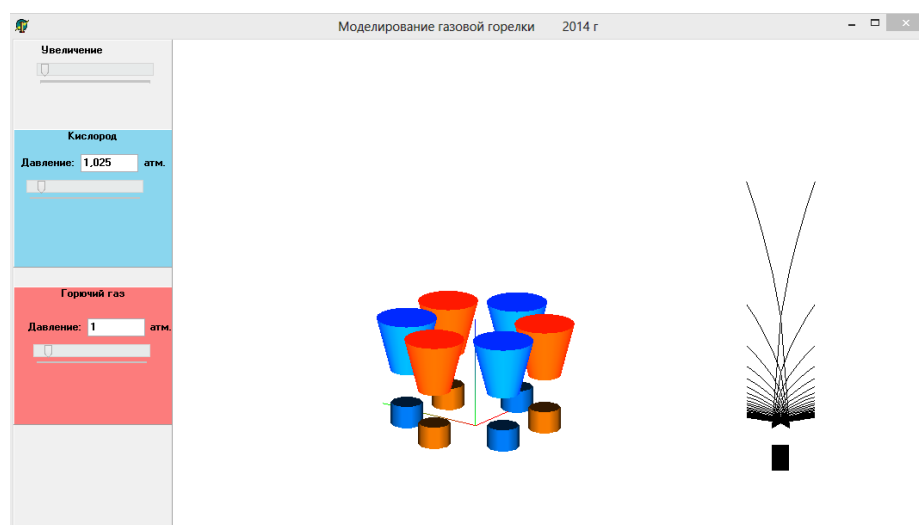 Моделирование газовой горелки 2014 г
Увеличение
Кислород
Давление: 1,025 атм.
Горючий газ
Давление: 1 атм.